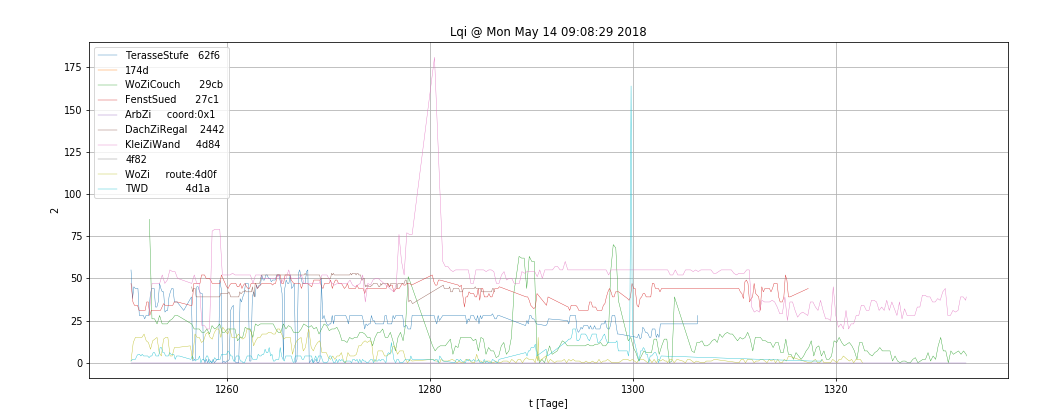 Lqi @ Mon May 14 09:08:29 2018
175
150
125
100
75
50
25
0
2
TerasseStufe 62f6
174d
WoZiCouch 29cb
FenstSued 27c1
ArbZi coord:0x1
DachZiRegal 2442
KleiZiWand 4d84
4f82
WoZi route:4d0f
TWD 4d1a
1260 1280 1300 1320
t [Tage]